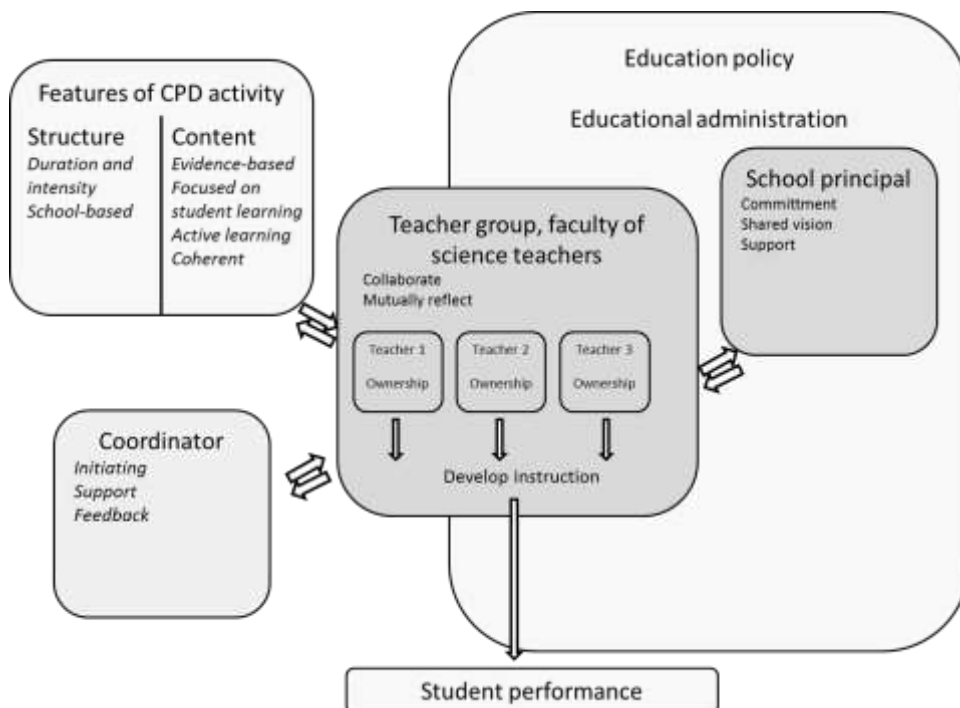 Education policy
Educational administration
Features of CPD activity
Structure
Duration and
intensity
School-based
Content
Evidence-based
Focused on
student learning
Active learning
Coherent
School principal
Committment
Shared vision
Support
Teacher group, faculty of
science teachers
Collaborate
Mutually reflect
Teacher 1
Ownership
Teacher 2
Ownership
Teacher 3
Ownership
Develop instruction
Coordinator
Initiating
Support
Feedback
Student performance